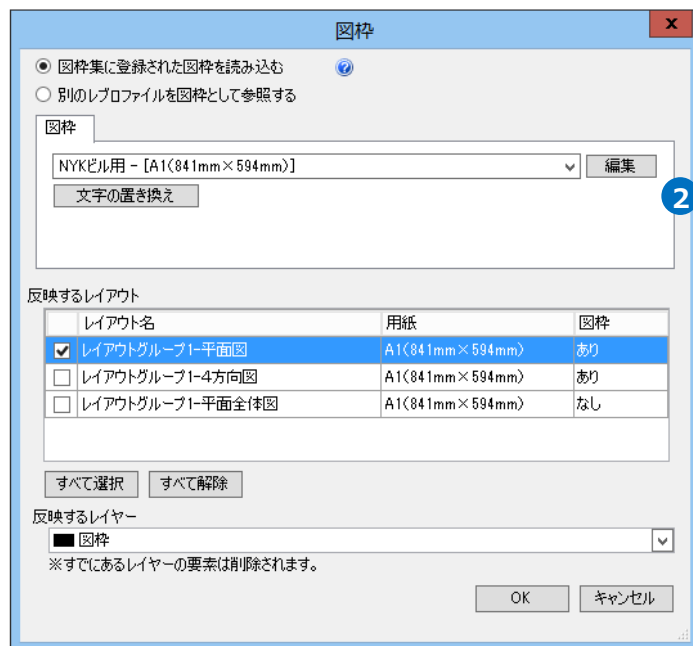 図枠
x
図枠集に登録された図枠を読み込む ?
別のレブロファイルを図枠として参照する
図枠
NYKビル用 - [A1(841mm×594mm)] 編集
文字の置き換え
2
反映するレイアウト
レイアウト名 用紙 図枠
レイアウトグループ1-平面図 A1(841mm×594mm) あり
レイアウトグループ1-4方向図 A1(841mm×594mm) あり
レイアウトグループ1-平面全体図 A1(841mm×594mm) なし
すべて選択 すべて解除
反映するレイヤー
図枠
※すでにあるレイヤーの要素は削除されます。
OK キャンセル